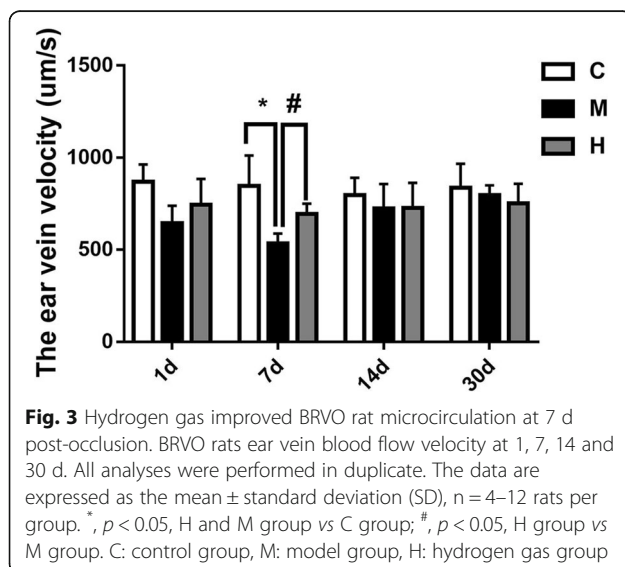 The ear vein velocity (um/s)
1500
1000
500
0
*
#
C
M
H
1d
7d
14d
30d
Fig. 3 Hydrogen gas improved BRVO rat microcirculation at 7 d
post-occlusion. BRVO rats ear vein blood flow velocity at 1, 7, 14 and
30 d. All analyses were performed in duplicate. The data are
expressed as the mean ± standard deviation (SD), n = 4–12 rats per
group. *, p < 0.05, H and M group vs C group; #, p < 0.05, H group vs
M group. C: control group, M: model group, H: hydrogen gas group